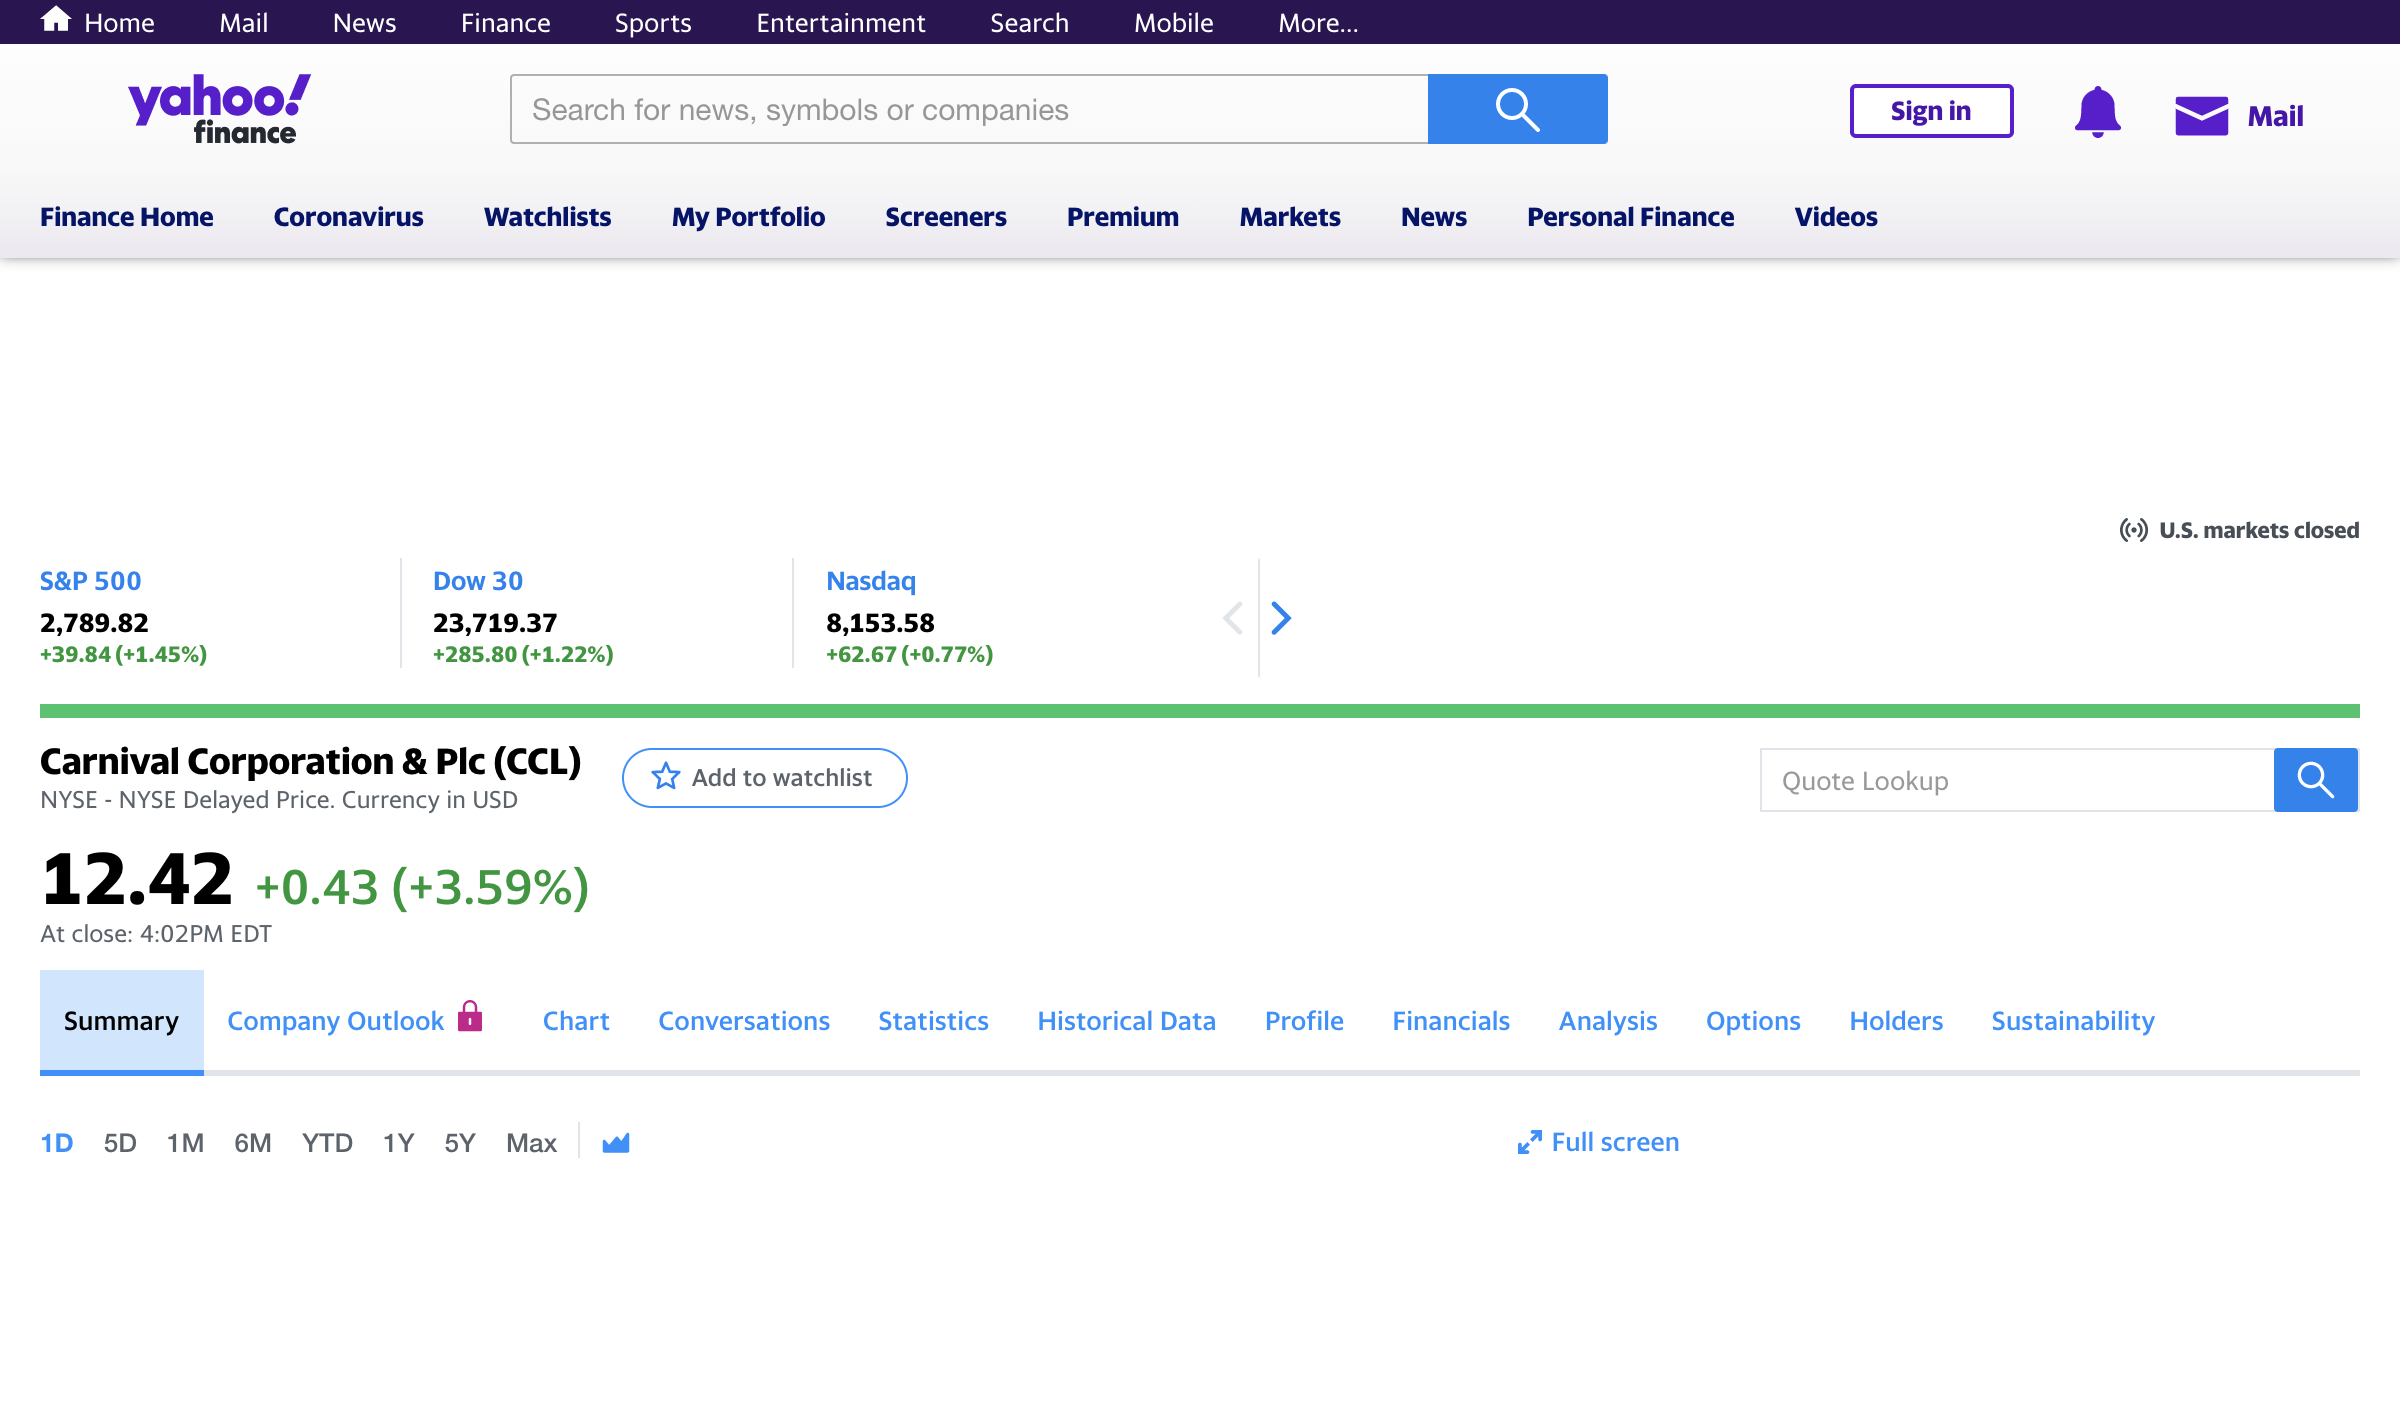 Home Mail News Finance Sports Entertainment Search Mobile More...
yahoo!
finance
Search for news, symbols or companies
Sign in
Mail
Finance Home Coronavirus Watchlists My Portfolio Screeners Premium Markets News Personal Finance Videos
U.S. markets closed
S&P 500
2,789.82
+39.84 (+1.45%)
Dow 30
23,719.37
+285.80 (+1.22%)
Nasdaq
8,153.58
+62.67 (+0.77%)
Carnival Corporation & Plc (CCL)
NYSE - NYSE Delayed Price. Currency in USD
Add to watchlist
Quote Lookup
12.42 +0.43 (+3.59%)
At close: 4:02PM EDT
Summary Company Outlook Chart Conversations Statistics Historical Data Profile Financials Analysis Options Holders Sustainability
1D 5D 1M 6M YTD 1Y 5Y Max
Full screen